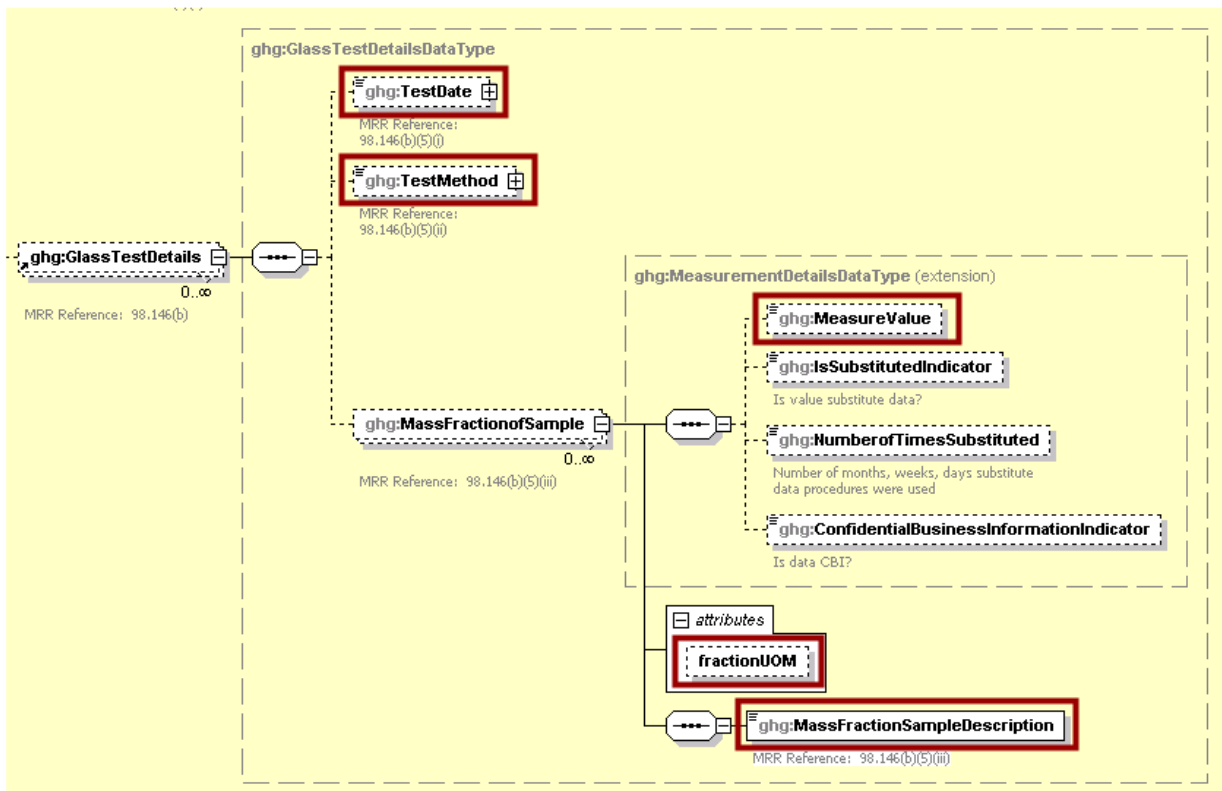 ghg:GlassTestDetailsDataType
ghg:TestDate
MRR Reference:
98.146(b)(5)(i)
ghg:TestMethod
MRR Reference:
98.146(b)(5)(ii)
ghg:GlassTestDetails
0..∞
MRR Reference: 98.146(b)
ghg:MeasurementDetailsDataType (extension)
ghg:MeasureValue
ghg:IsSubstitutedIndicator
Is value substitute data?
ghg:MassFractionofSample
0..∞
MRR Reference: 98.146(b)(5)(iii)
ghg:NumberofTimesSubstituted
Number of months, weeks, days substitute
data procedures were used
ghg:ConfidentialBusinessInformationIndicator
Is data CBI?
attributes
fractionUOM
ghg:MassFractionSampleDescription
MRR Reference: 98.146(b)(5)(iii)